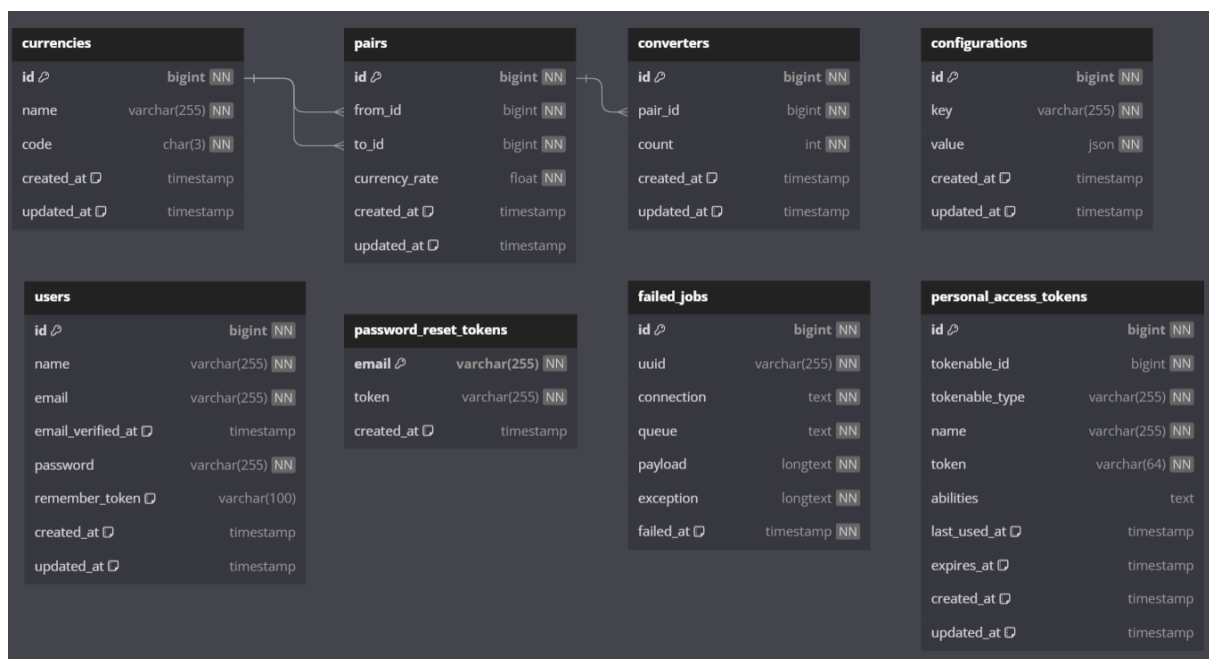 currencies
id bigint NN
name varchar(255) NN
code char(3) NN
created_at timestamp
updated_at timestamp
pairs
id bigint NN
from_id bigint NN
to_id bigint NN
currency_rate float NN
created_at timestamp
updated_at timestamp
converters
id bigint NN
pair_id bigint NN
count int NN
created_at timestamp
updated_at timestamp
configurations
id bigint NN
key varchar(255) NN
value json NN
created_at timestamp
updated_at timestamp
users
id bigint NN
name varchar(255) NN
email varchar(255) NN
email_verified_at timestamp
password varchar(255) NN
remember_token varchar(100)
created_at timestamp
updated_at timestamp
password_reset_tokens
email varchar(255) NN
token varchar(255) NN
created_at timestamp
failed_jobs
id bigint NN
uuid varchar(255) NN
connection text NN
queue text NN
payload longtext NN
exception longtext NN
failed_at timestamp NN
personal_access_tokens
id bigint NN
tokenable_id bigint NN
tokenable_type varchar(255) NN
name varchar(255) NN
token varchar(64) NN
abilities text
last_used_at timestamp
expires_at timestamp
created_at timestamp
updated_at timestamp